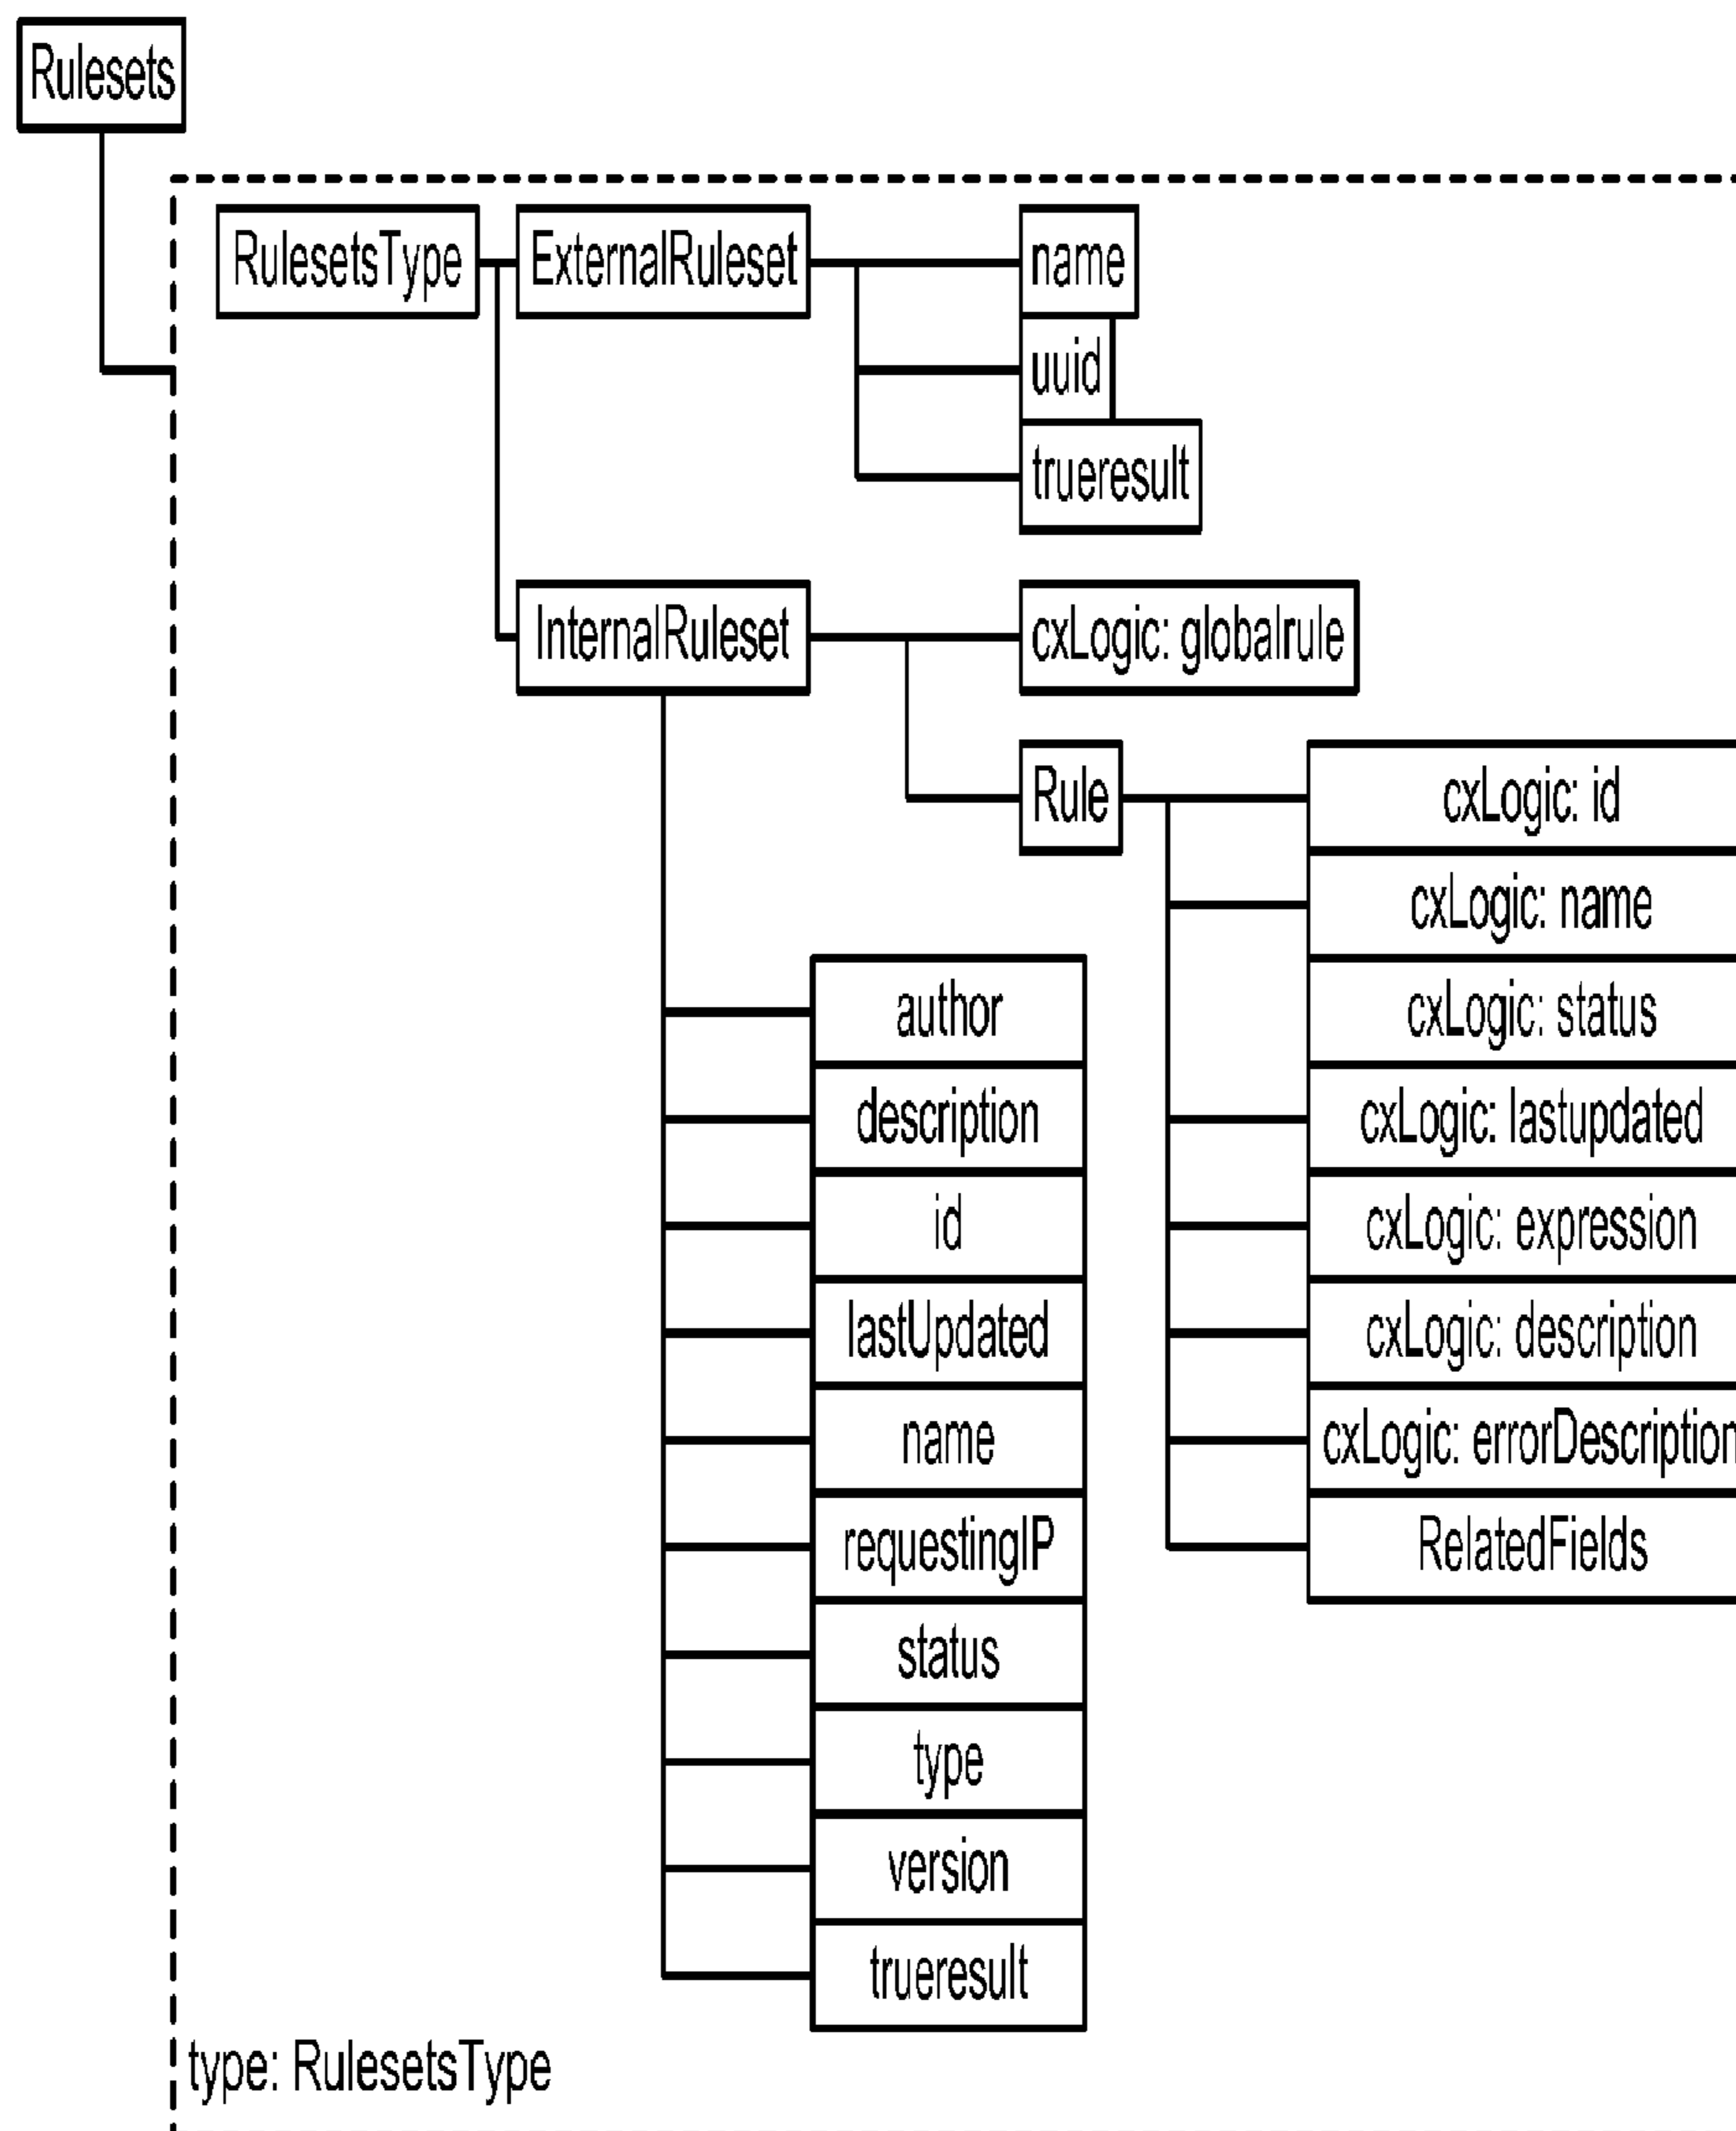 Rulesets
RulesetsType
ExternalRuleset
name
uuid
trueresult
InternalRuleset
cxLogic: globalrule
Rule
cxLogic: id
cxLogic: name
cxLogic: status
cxLogic: lastupdated
cxLogic: expression
cxLogic: description
cxLogic: errorDescription
RelatedFields
author
description
id
lastUpdated
name
requestingIP
status
type
version
trueresult
type: RulesetsType